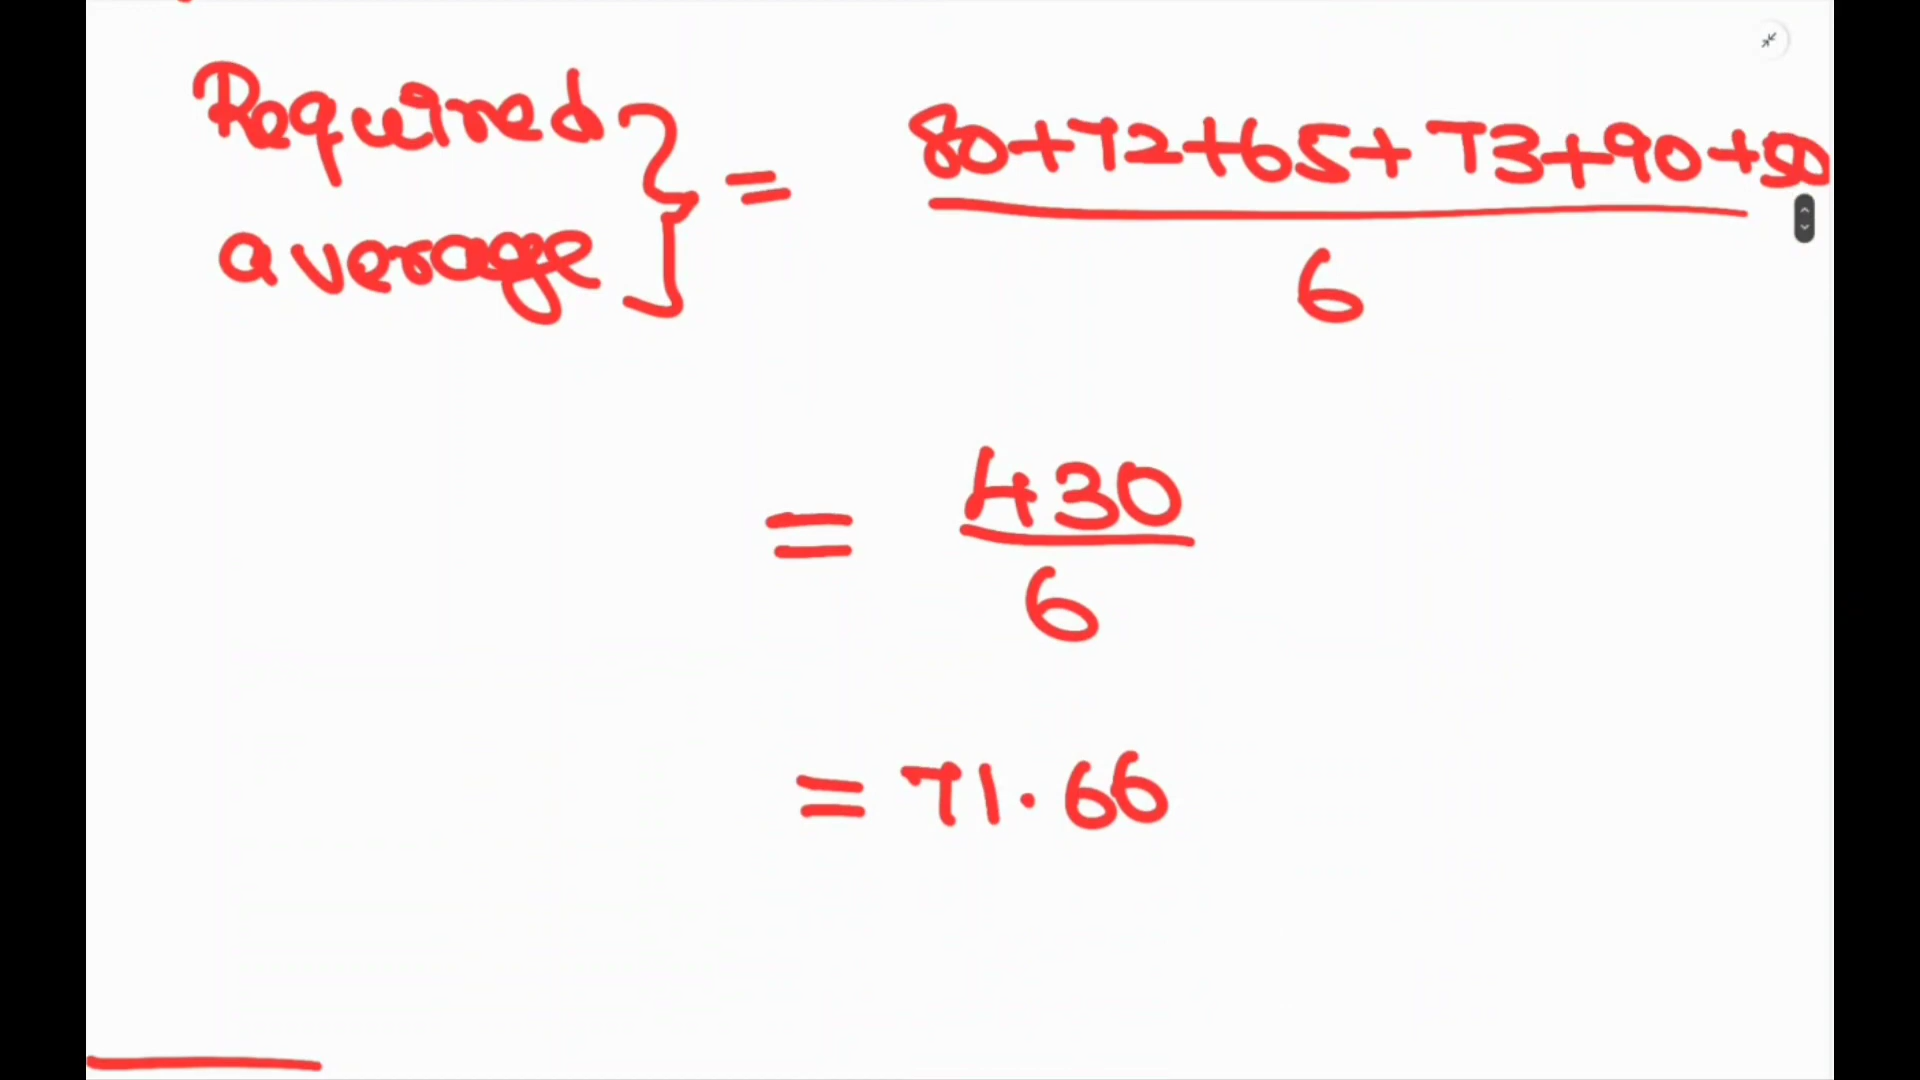 Required average } = 80+72+65+73+90+50
6
= 430
6
= 71.66